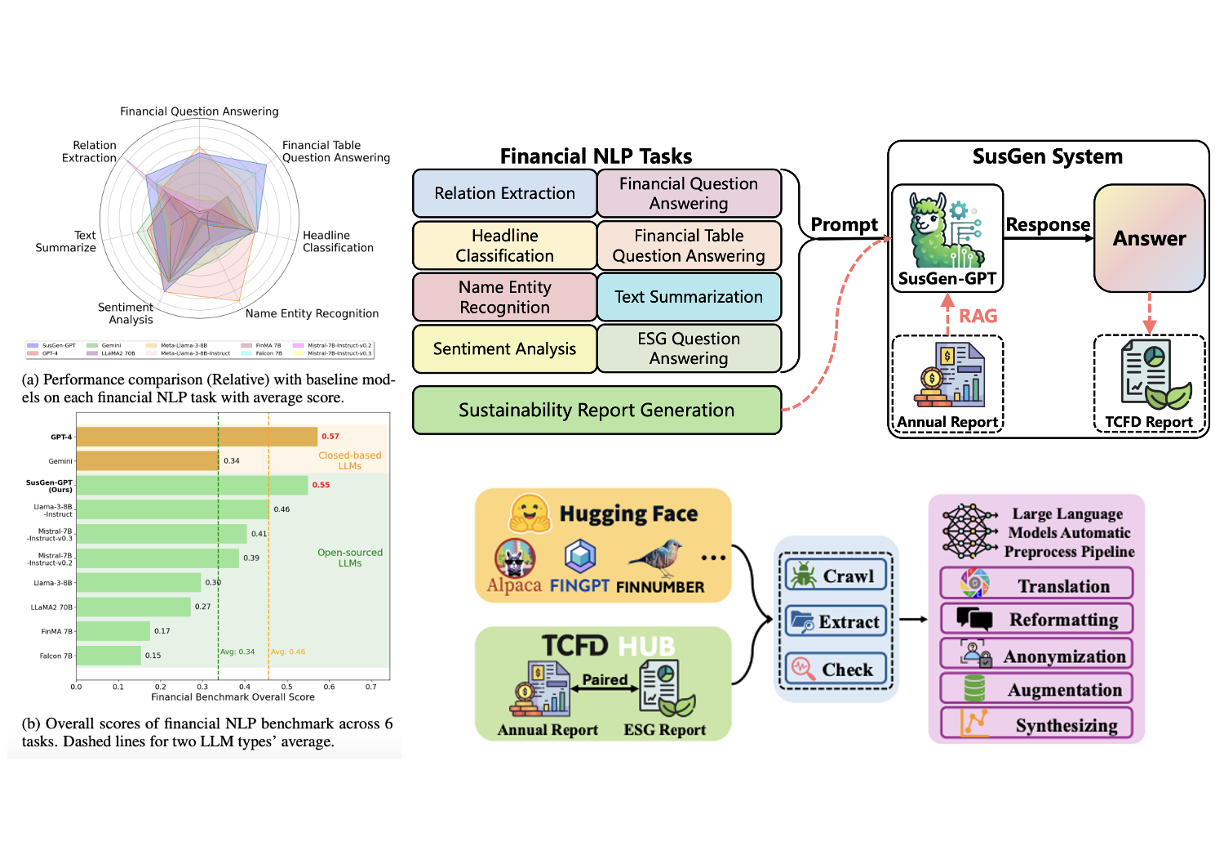 Financial Question Answering
Relation
Extraction
Financial Table
Question Answering
Text
Summarize
Headline
Classification
Sentiment
Analysis
Name Entity Recognition
SusGen-GPT
Gemini
Meta-Llama-3-8B
FinMA 7B
Mistral-7B-Instruct-v0.2
GPT-4
LLaMA2 70B
Meta-Llama-3-8B-Instruct
Falcon 7B
Mistral-7B-Instruct-v0.3
(a) Performance comparison (Relative) with baseline mod-
els on each financial NLP task with average score.
GPT-4
0.57
Gemini
0.34
Closed-based
LLMs
SusGen-GPT
(Ours)
0.55
Llama-3-8B
-Instruct
0.46
Mistral-7B
-Instruct-v0.3
0.41
Mistral-7B
-Instruct-v0.2
0.39
Open-sourced
LLMs
Llama-3-8B
0.30
LLaMA2 70B
0.27
FinMA 7B
0.17
Falcon 7B
0.15
Avg: 0.34
Avg: 0.46
0.0 0.1 0.2 0.3 0.4 0.5 0.6 0.7
Financial Benchmark Overall Score
(b) Overall scores of financial NLP benchmark across 6
tasks. Dashed lines for two LLM types' average.
Financial NLP Tasks
Relation Extraction
Financial Question
Answering
Headline
Classification
Financial Table
Question Answering
Name Entity
Recognition
Text Summarization
Sentiment Analysis
ESG Question
Answering
Sustainability Report Generation
Prompt
SusGen System
SusGen-GPT
Response
Answer
RAG
Annual Report
TCFD Report
Hugging Face
Alpaca
FINGPT
FINNUMBER
...
TCFD HUB
Paired
Annual Report
ESG Report
Crawl
Extract
Check
Large Language
Models Automatic
Preprocess Pipeline
Translation
Reformatting
Anonymization
Augmentation
Synthesizing